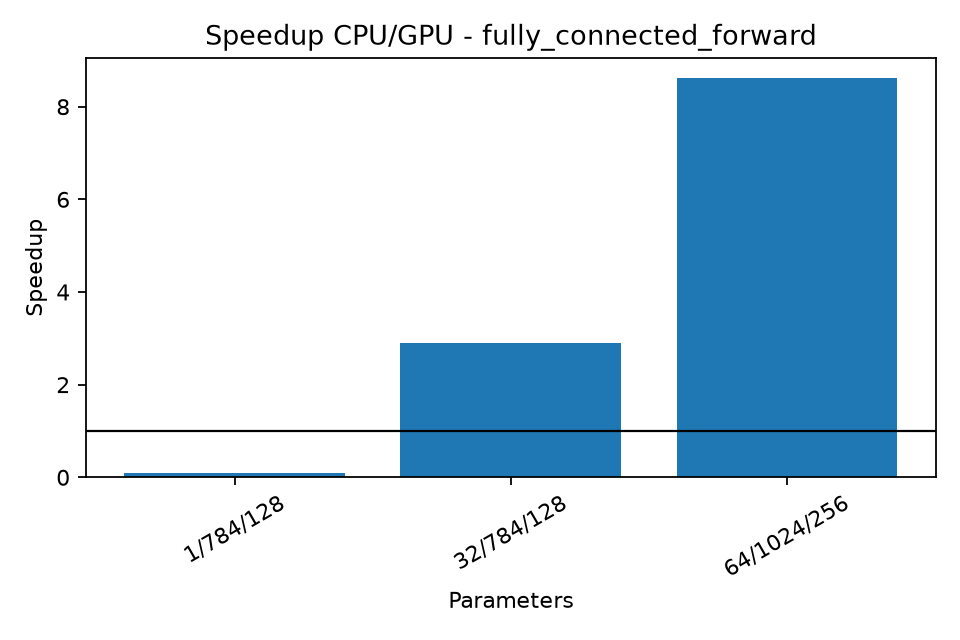 Speedup CPU/GPU - fully_connected_forward
Speedup
8
6
4
2
0
1/784/128
32/784/128
64/1024/256
Parameters